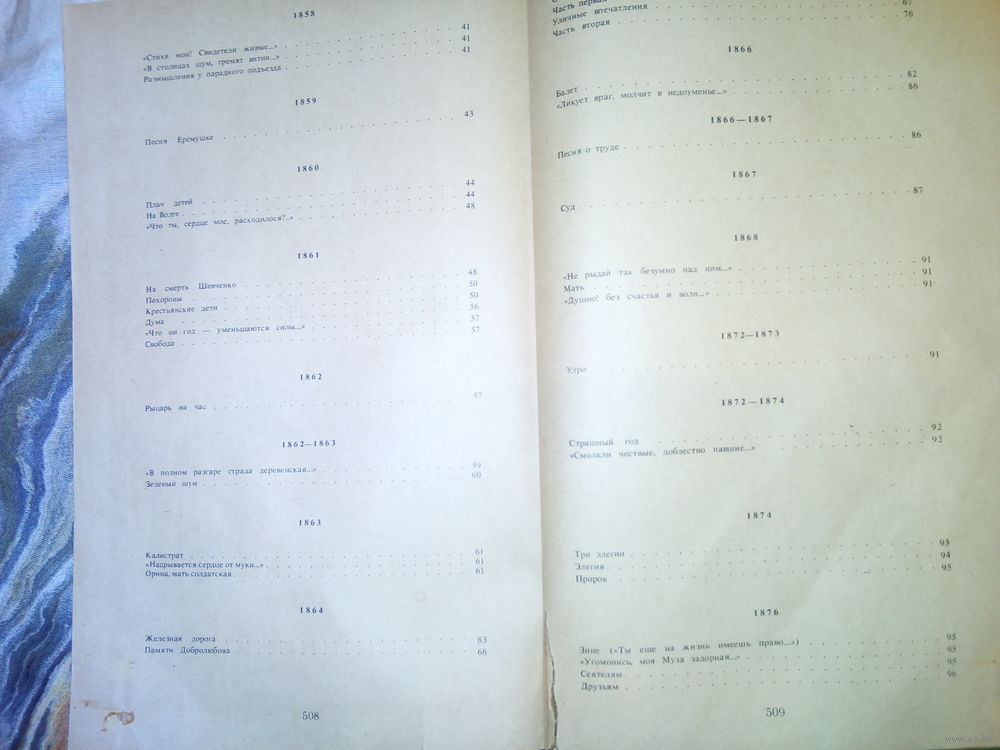 1858
«Стихи мои! Свидетели живые...» 41
«В столицах шум, гремят витии...» 41
Размышления у парадного подъезда 41
1859
Песня Еремушке 43
1860
Плач детей 44
На Волге 44
«Что ты, сердце мое, расходилося?..» 48
1861
На смерть Шевченко 48
Похороны 50
Крестьянские дети 50
Дума 56
«Что ни год — уменьшаются силы...» 57
Свобода 57
1862
Рыцарь на час 57
1862—1863
«В полном разгаре страда деревенская...» 59
Зеленый шум 60
1863
Калистрат 61
«Надрывается сердце от муки...» 61
Орина, мать солдатская 61
1864
Железная дорога 63
Памяти Добролюбова 66
508
Часть первая
Уличные впечатления 67
Часть вторая 76
1866
Балет 82
«Ликует враг, молчит в недоуменье...» 86
1866—1867
Песня о труде 86
1867
Суд 87
1868
«Не рыдай так безумно над ним...» 91
Мать 91
«Душно! без счастья и воли...» 91
1872—1873
Утро 91
1872—1874
Страшный год 92
«Смолкли честные, доблестно павшие...» 92
1874
Три элегии 93
Элегия 94
Пророк 95
1876
Зине («Ты еще на жизнь имеешь право...») 95
«Угомонись, моя Муза задорная...» 95
Сеятелям 95
Друзьям 96
509